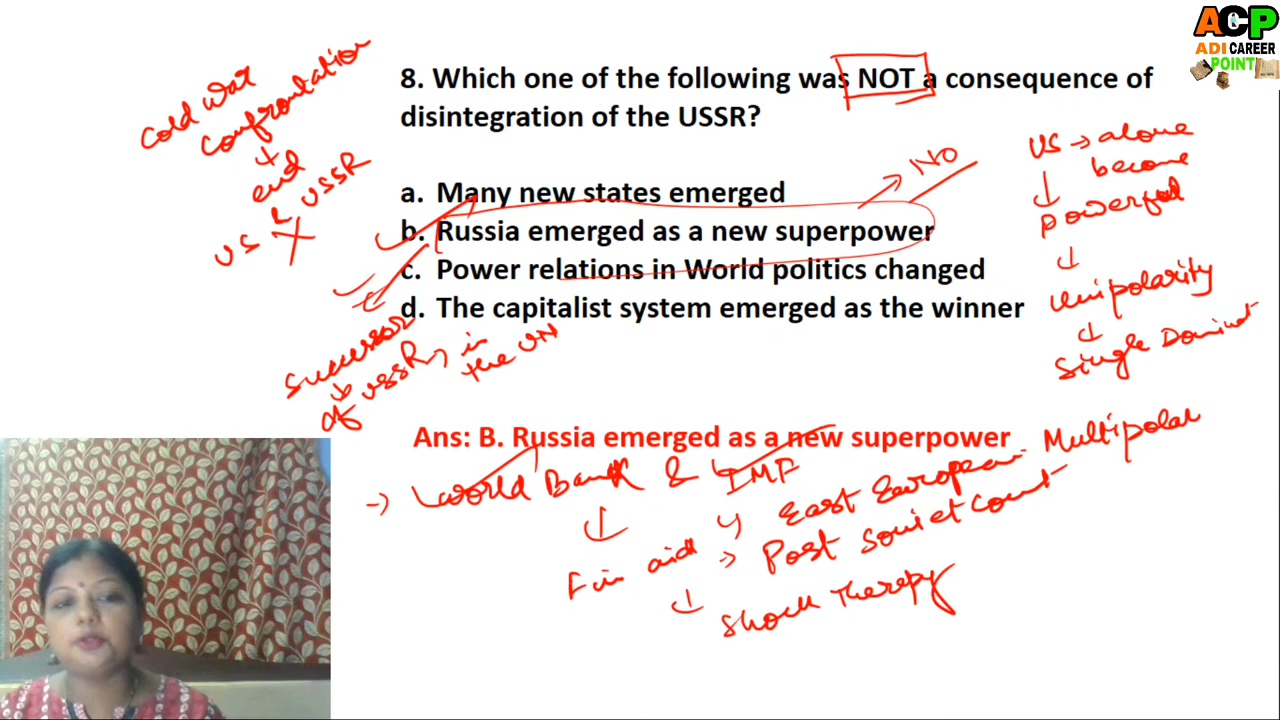 ACP
ADI CAREER
POINT
8. Which one of the following was NOT a consequence of
disintegration of the USSR?
a. Many new states emerged
b. Russia emerged as a new superpower
c. Power relations in World politics changed
d. The capitalist system emerged as the winner
Ans: B. Russia emerged as a new superpower
Cold War
Confrontation
end
US & USSR
No
US → alone
become
powerful
Unipolarity
Single Dominant
Successor
of USSR → in
the UN
→ World Bank & IMF
Multipolar
East European
Fin aid → Post Soviet Count
Shock Therapy